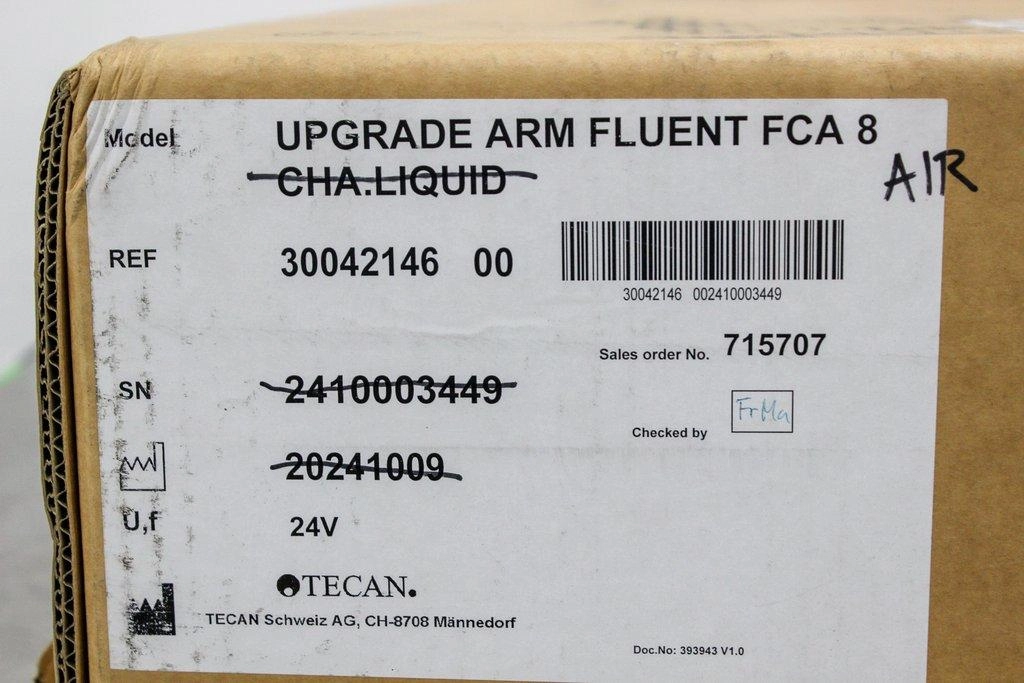 Model UPGRADE ARM FLUENT FCA 8
CHA.LIQUID
AIR
REF 30042146 00
30042146 002410003449
Sales order No. 715707
SN 2410003449
Checked by FrMa
20241009
U,f 24V
TECAN.
TECAN Schweiz AG, CH-8708 Männedorf
Doc.No: 393943 V1.0